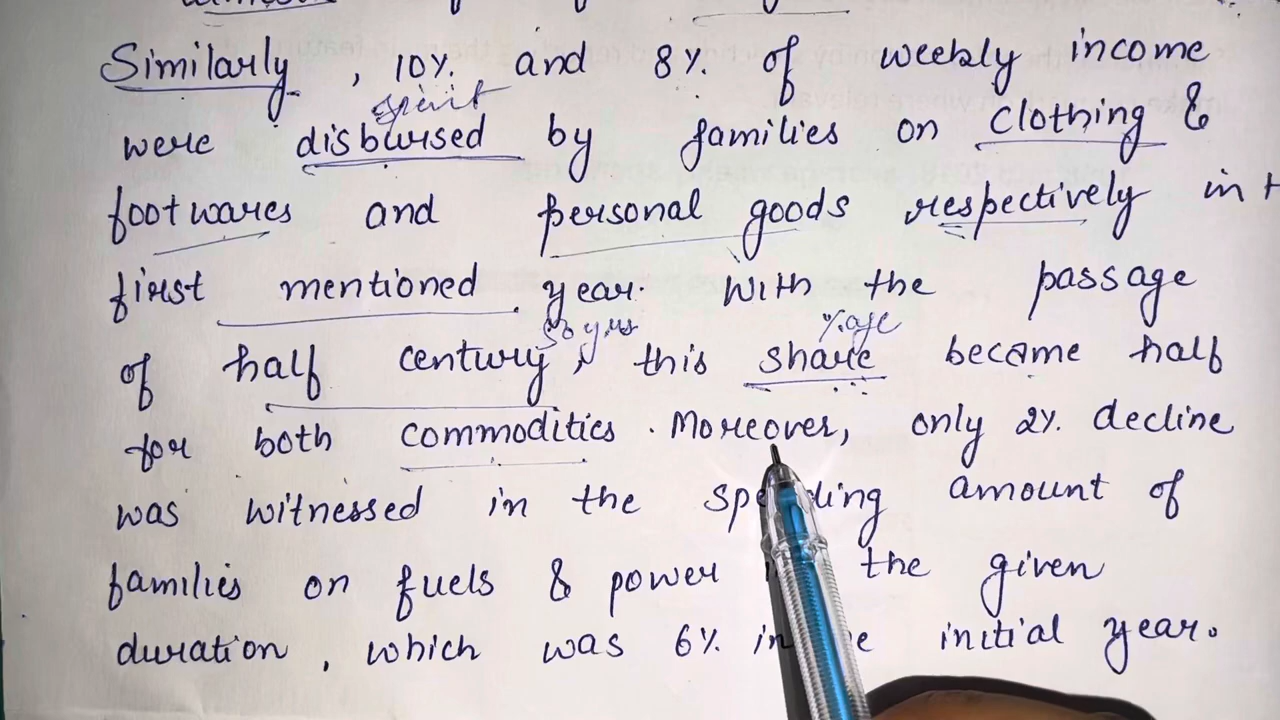 Similarly, 10% and 8% of weekly income
spent
were disbursed by families on clothing &
footwares and personal goods respectively in
first mentioned year. With the passage
50 yrs %age
of half century, this share became half
for both commodities. Moreover, only 2% decline
was witnessed in the spending amount of
families on fuels & power the given
duration, which was 6% in initial year.